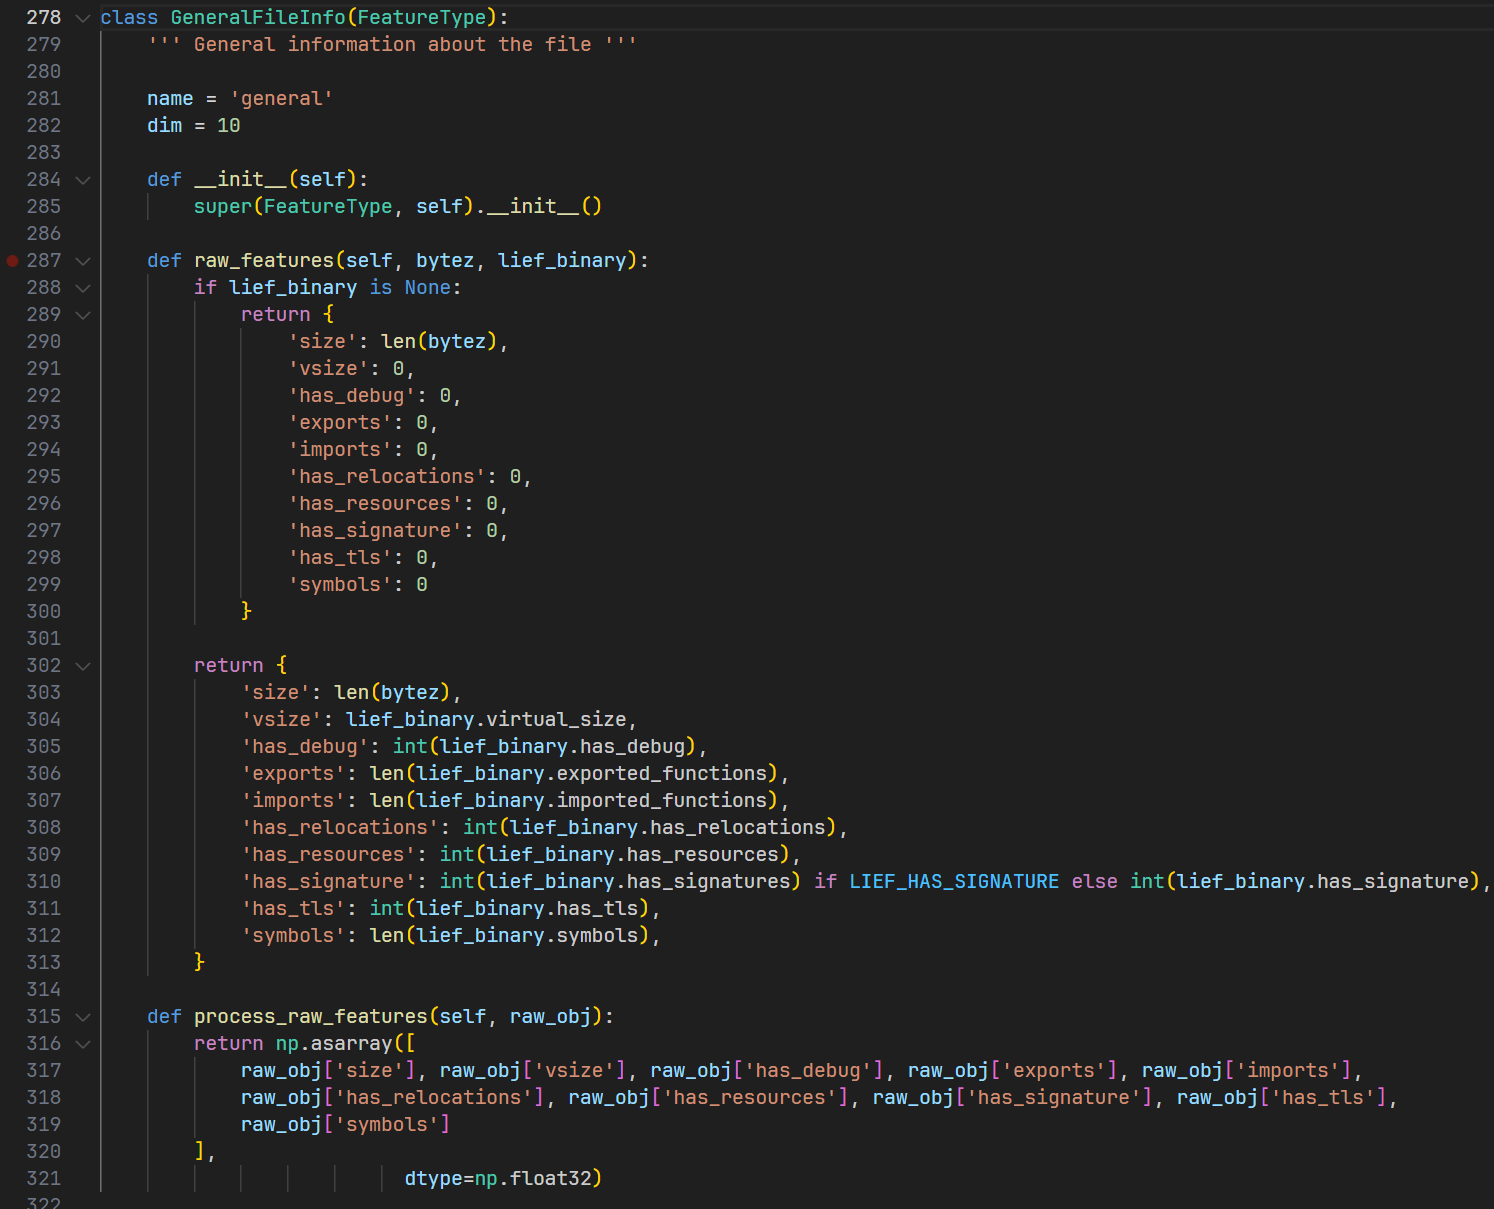 278 class GeneralFileInfo(FeatureType):
279     ''' General information about the file '''
280
281     name = 'general'
282     dim = 10
283
284     def __init__(self):
285         super(FeatureType, self).__init__()
286
287     def raw_features(self, bytez, lief_binary):
288         if lief_binary is None:
289             return {
290                 'size': len(bytez),
291                 'vsize': 0,
292                 'has_debug': 0,
293                 'exports': 0,
294                 'imports': 0,
295                 'has_relocations': 0,
296                 'has_resources': 0,
297                 'has_signature': 0,
298                 'has_tls': 0,
299                 'symbols': 0
300             }
301
302         return {
303             'size': len(bytez),
304             'vsize': lief_binary.virtual_size,
305             'has_debug': int(lief_binary.has_debug),
306             'exports': len(lief_binary.exported_functions),
307             'imports': len(lief_binary.imported_functions),
308             'has_relocations': int(lief_binary.has_relocations),
309             'has_resources': int(lief_binary.has_resources),
310             'has_signature': int(lief_binary.has_signatures) if LIEF_HAS_SIGNATURE else int(lief_binary.has_signature),
311             'has_tls': int(lief_binary.has_tls),
312             'symbols': len(lief_binary.symbols),
313         }
314
315     def process_raw_features(self, raw_obj):
316         return np.asarray([
317             raw_obj['size'], raw_obj['vsize'], raw_obj['has_debug'], raw_obj['exports'], raw_obj['imports'],
318             raw_obj['has_relocations'], raw_obj['has_resources'], raw_obj['has_signature'], raw_obj['has_tls'],
319             raw_obj['symbols']
320         ],
321                           dtype=np.float32)
322